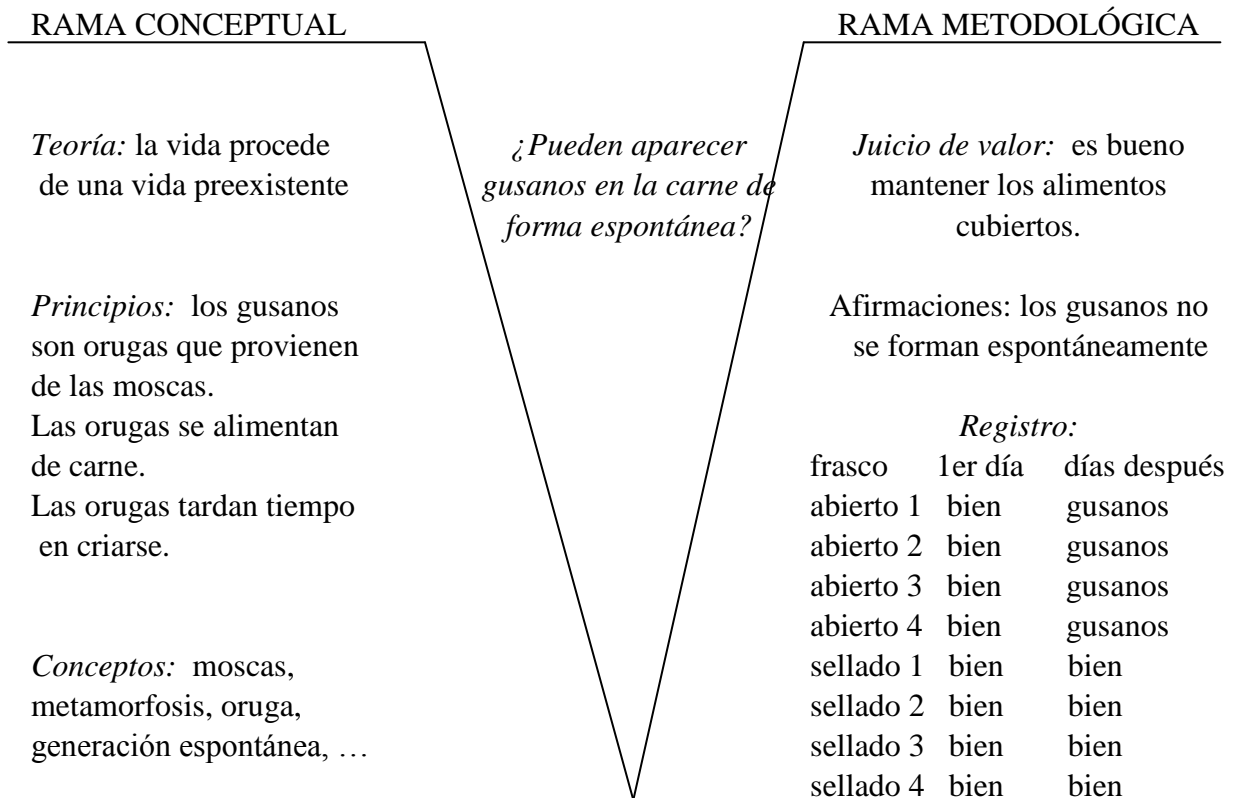 RAMA CONCEPTUAL
Teoría: la vida procede
de una vida preexistente
Principios: los gusanos
son orugas que provienen
de las moscas.
Las orugas se alimentan
de carne.
Las orugas tardan tiempo
en criarse.
Conceptos: moscas,
metamorfosis, oruga,
generación espontánea, …
¿Pueden aparecer
gusanos en la carne de
forma espontánea?
RAMA METODOLÓGICA
Juicio de valor: es bueno
mantener los alimentos
cubiertos.
Afirmaciones: los gusanos no
se forman espontáneamente
Registro:
frasco 1er día días después
abierto 1 bien gusanos
abierto 2 bien gusanos
abierto 3 bien gusanos
abierto 4 bien gusanos
sellado 1 bien bien
sellado 2 bien bien
sellado 3 bien bien
sellado 4 bien bien